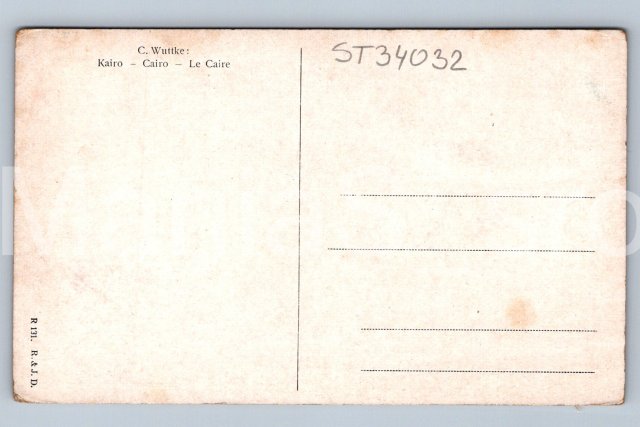 C. Wuttke:
Kairo – Cairo – Le Caire
ST34032
R 131. R. & J. D.